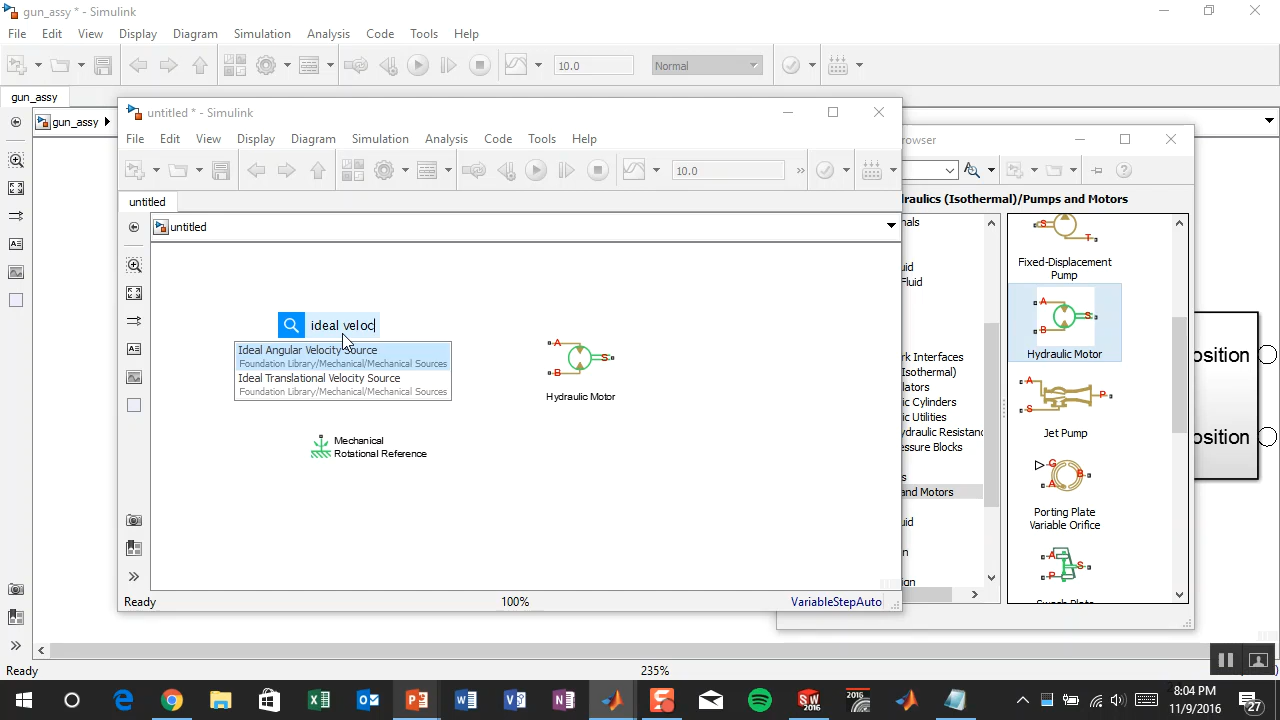 gun_assy * - Simulink
File Edit View Display Diagram Simulation Analysis Code Tools Help
10.0 Normal
gun_assy
gun_assy
untitled * - Simulink
File Edit View Display Diagram Simulation Analysis Code Tools Help
10.0 »
untitled
untitled
ideal veloc
Ideal Angular Velocity Source
Foundation Library/Mechanical/Mechanical Sources
Ideal Translational Velocity Source
Foundation Library/Mechanical/Mechanical Sources
Mechanical
Rotational Reference
A
B
S
Hydraulic Motor
Ready 100% VariableStepAuto
rowser
draulics (Isothermal)/Pumps and Motors
nals
uid
Fluid
rk Interfaces
(Isothermal)
lators
ic Cylinders
ic Utilities
ydraulic Resistanc
essure Blocks
s
and Motors
uid
on
ision
S
T
Fixed-Displacement
Pump
A
B
S
Hydraulic Motor
A
S
P
Jet Pump
G
A
B
Porting Plate
Variable Orifice
A
P
S
osition
osition
Ready 235%
8:04 PM
11/9/2016
27